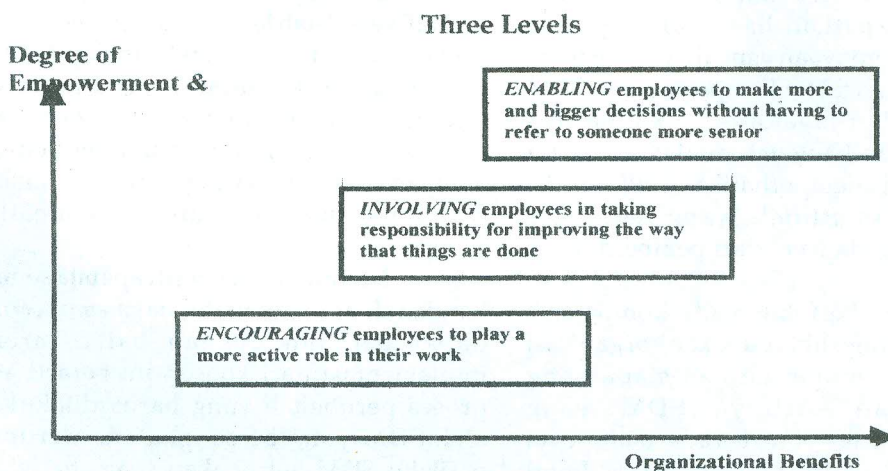 Three Levels
Degree of
Empowerment &
ENABLING employees to make more
and bigger decisions without having to
refer to someone more senior
INVOLVING employees in taking
responsibility for improving the way
that things are done
ENCOURAGING employees to play a
more active role in their work
Organizational Benefits